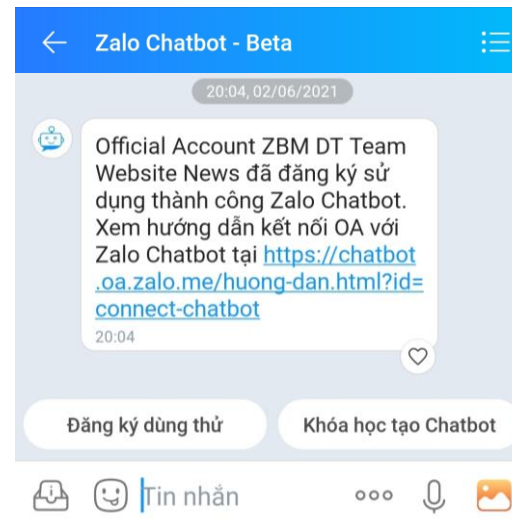 Zalo Chatbot - Beta
20:04, 02/06/2021
Official Account ZBM DT Team
Website News đã đăng ký sử
dụng thành công Zalo Chatbot.
Xem hướng dẫn kết nối OA với
Zalo Chatbot tại https://chatbot
.oa.zalo.me/huong-dan.html?id=
connect-chatbot
20:04
Đăng ký dùng thử
Khóa học tạo Chatbot
Tin nhắn